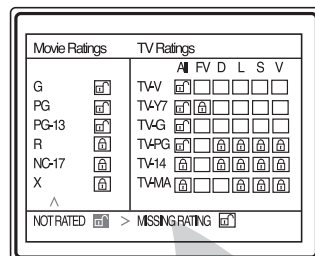 Movie Ratings TV Ratings
All FV D L S V
G TV-V
PG TV-Y7
PG-13 TV-G
R TV-PG
NC-17 TV-14
X TV-MA
NOT RATED > MISSING RATING